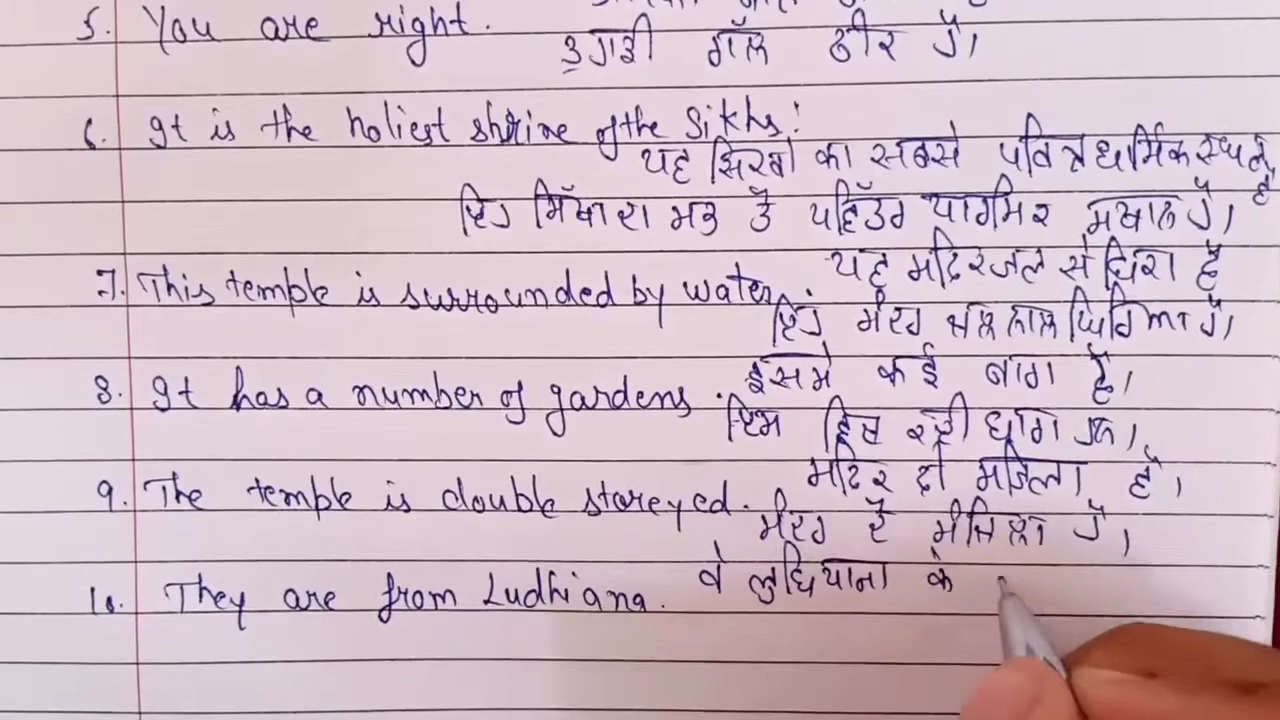 5. You are right.
ਤੁਹਾਡੀ ਗੱਲ ਠੀਕ ਹੈ।
6. It is the holiest shrine of the Sikhs.
यह सिखों का सबसे पवित्र धार्मिक स्थल है
ਇਹ ਸਿੱਖਾਂ ਦਾ ਸਭ ਤੋਂ ਪਵਿੱਤਰ ਧਾਰਮਿਕ ਸਥਾਨ ਹੈ।
7. This temple is surrounded by water.
यह मंदिर जल से घिरा है
ਇਹ ਮੰਦਰ ਜਲ ਨਾਲ ਘਿਰਿਆ ਹੈ।
8. It has a number of gardens.
इसमे कई बाग है।
ਇਸ ਵਿਚ ਕਈ ਬਾਗ ਹਨ।
9. The temple is double storeyed.
मंदिर दो मंजिला है।
ਮੰਦਰ ਦੋ ਮੰਜਿਲਾ ਹੈ।
10. They are from Ludhiana. वे लुधियाना के